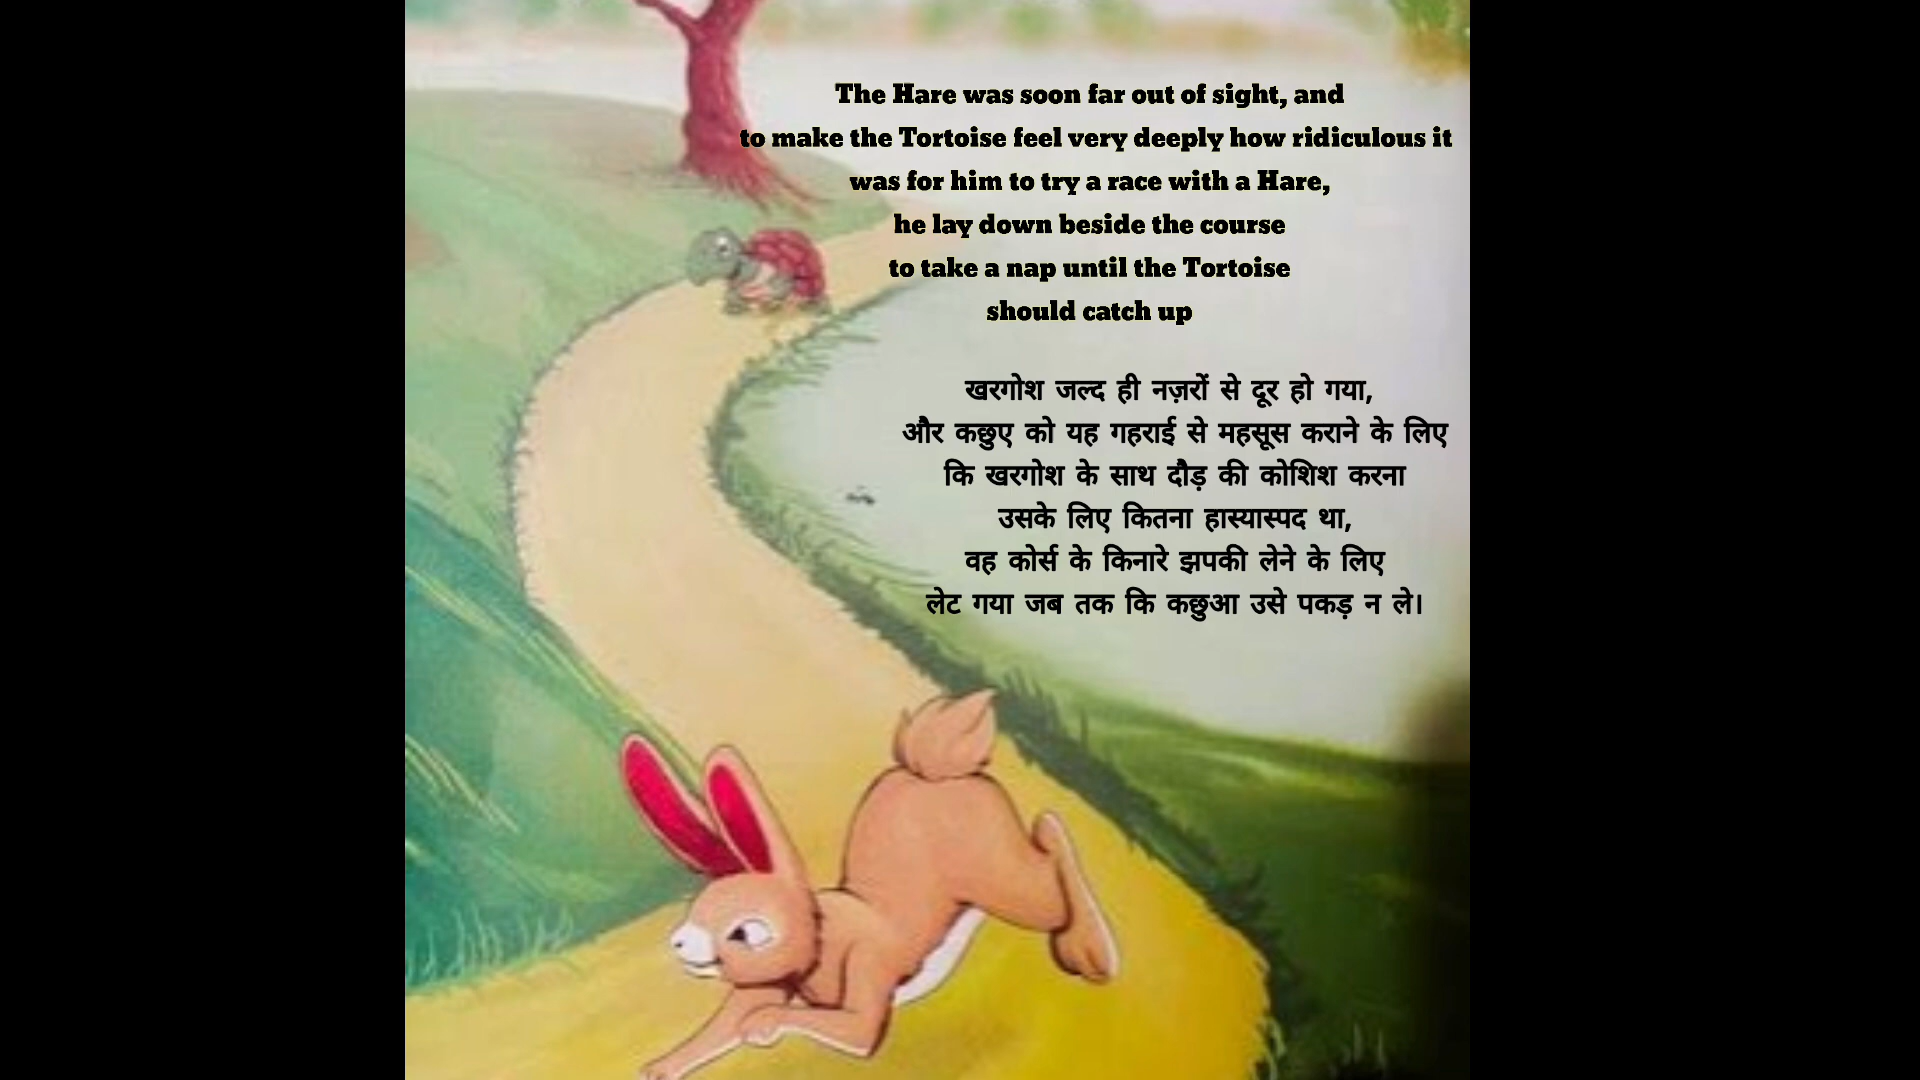 The Hare was soon far out of sight, and
to make the Tortoise feel very deeply how ridiculous it
was for him to try a race with a Hare,
he lay down beside the course
to take a nap until the Tortoise
should catch up
खरगोश जल्द ही नज़रों से दूर हो गया,
और कछुए को यह गहराई से महसूस कराने के लिए
कि खरगोश के साथ दौड़ की कोशिश करना
उसके लिए कितना हास्यास्पद था,
वह कोर्स के किनारे झपकी लेने के लिए
लेट गया जब तक कि कछुआ उसे पकड़ न ले।